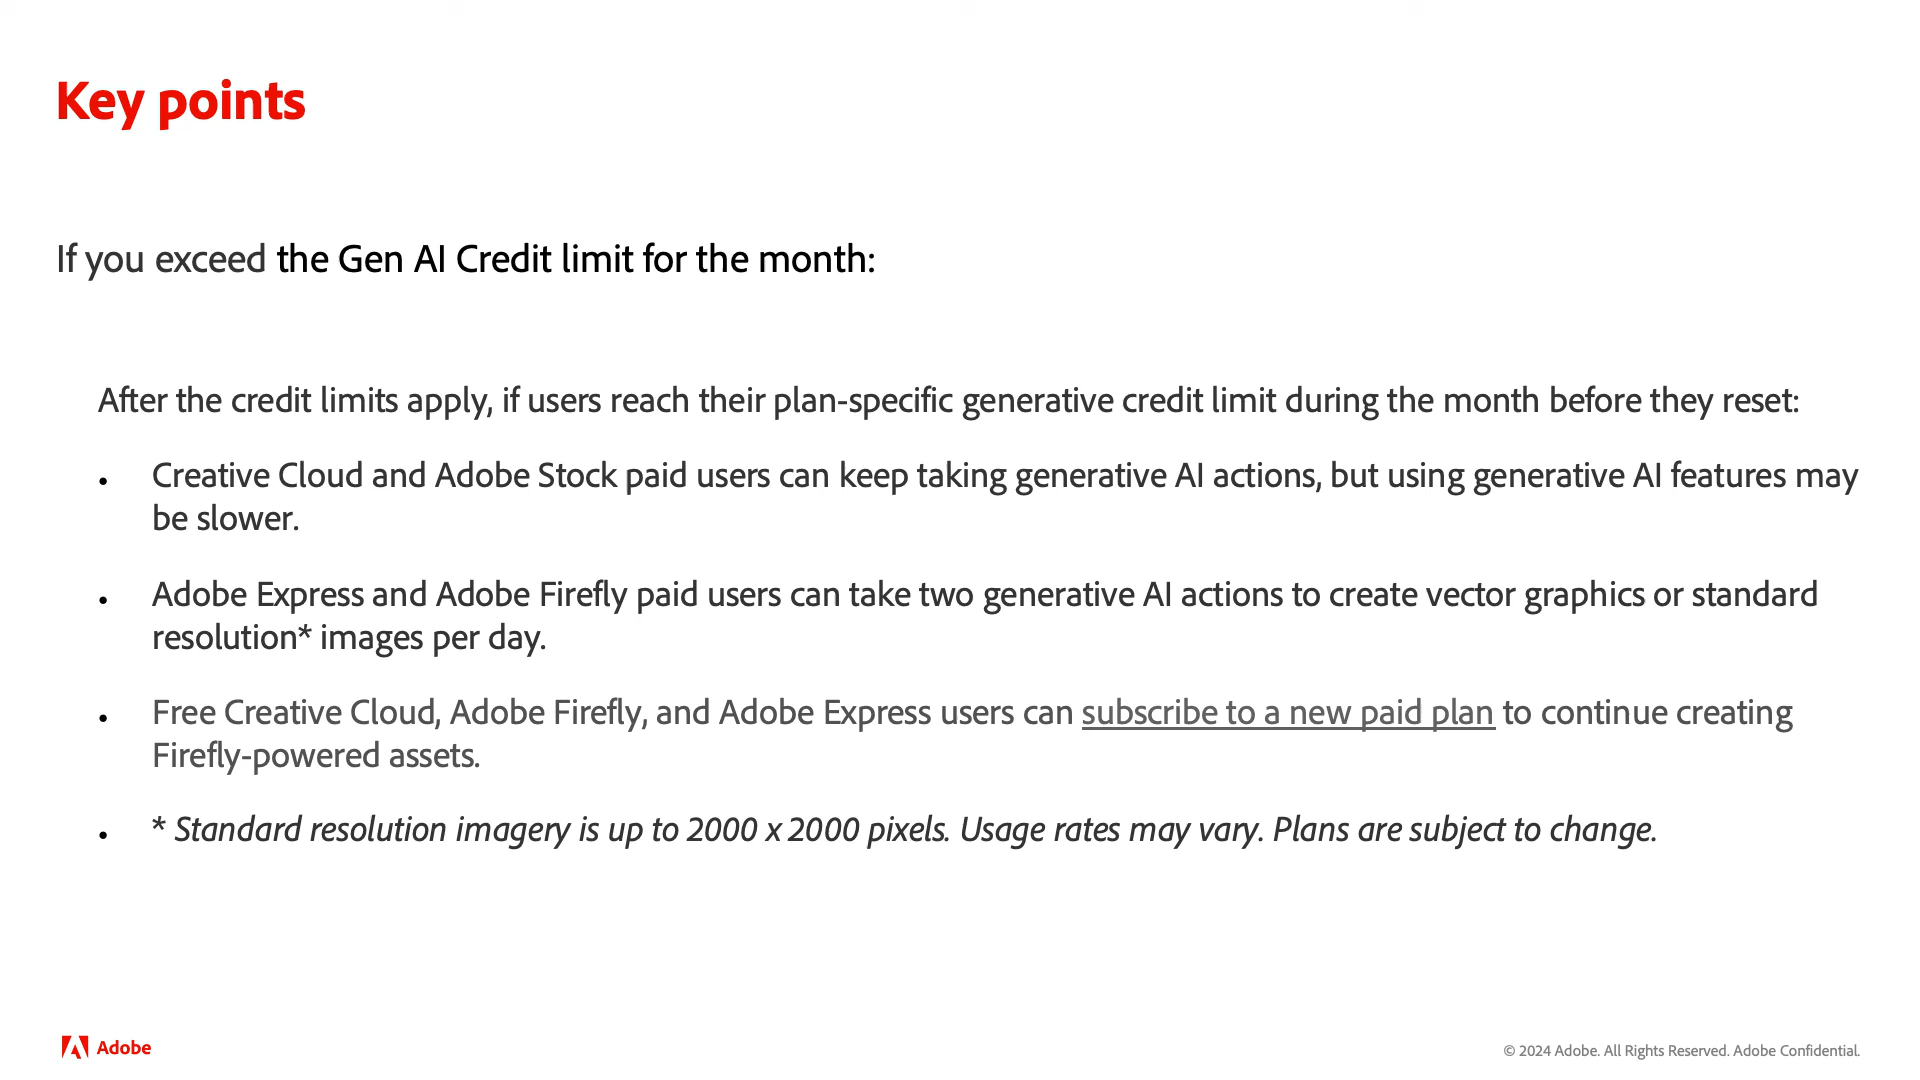 Key points
If you exceed the Gen AI Credit limit for the month:
After the credit limits apply, if users reach their plan-specific generative credit limit during the month before they reset:
• Creative Cloud and Adobe Stock paid users can keep taking generative AI actions, but using generative AI features may
be slower.
• Adobe Express and Adobe Firefly paid users can take two generative AI actions to create vector graphics or standard
resolution* images per day.
• Free Creative Cloud, Adobe Firefly, and Adobe Express users can subscribe to a new paid plan to continue creating
Firefly-powered assets.
• * Standard resolution imagery is up to 2000 x 2000 pixels. Usage rates may vary. Plans are subject to change.
Adobe
© 2024 Adobe. All Rights Reserved. Adobe Confidential.